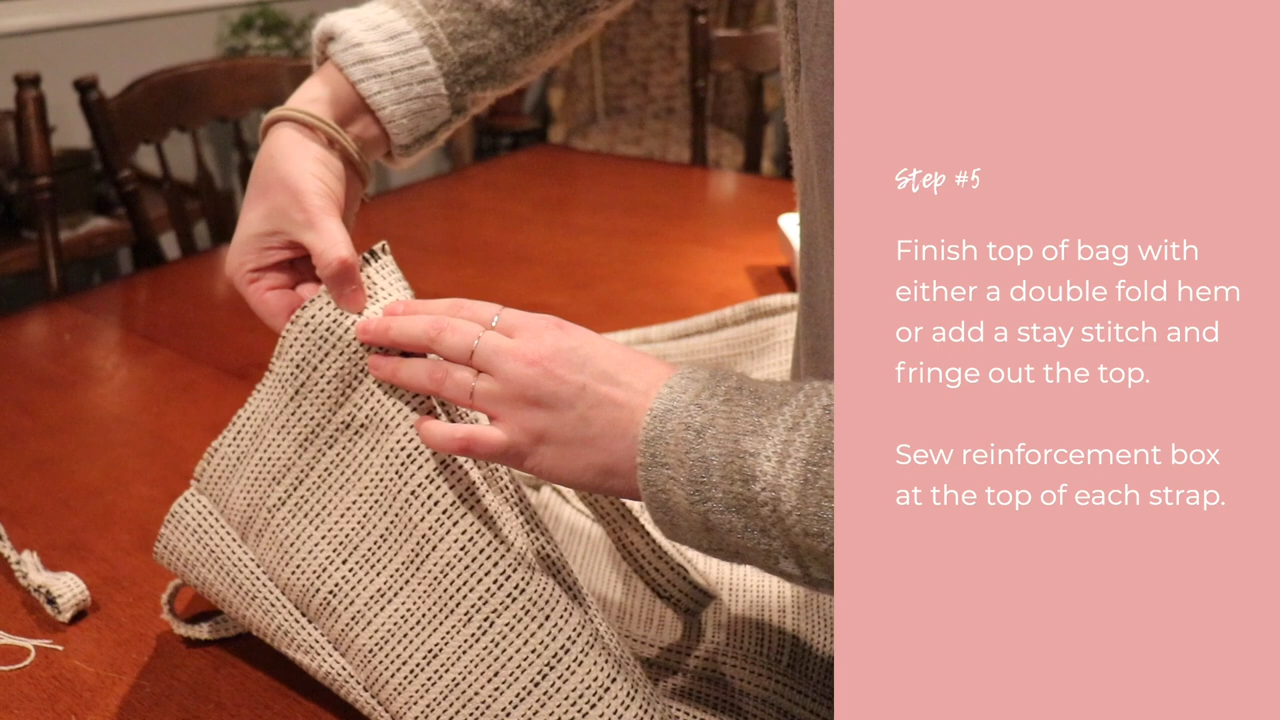 Step #5
Finish top of bag with
either a double fold hem
or add a stay stitch and
fringe out the top.
Sew reinforcement box
at the top of each strap.